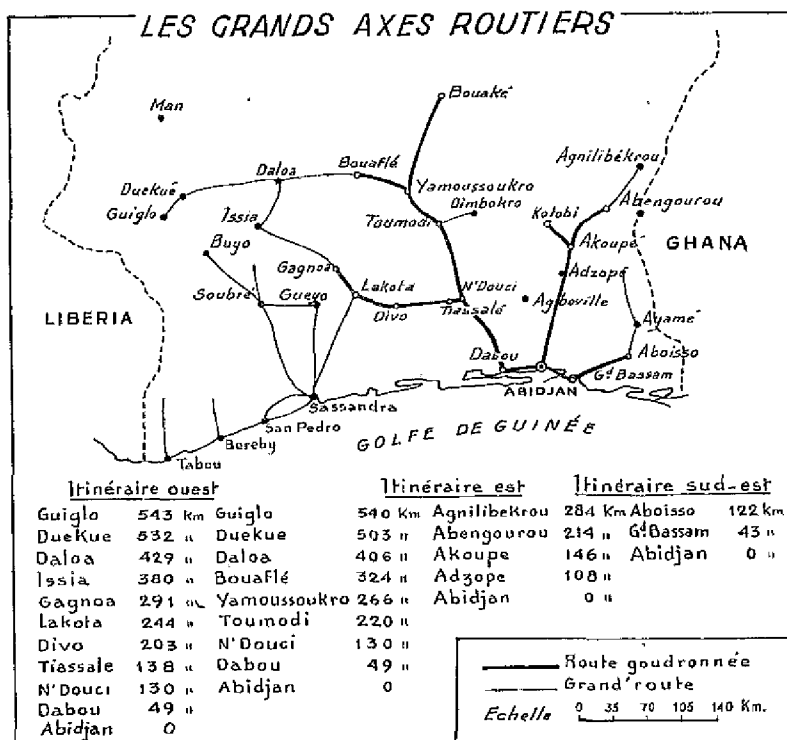 LES GRANDS AXES ROUTIERS
Man
Bouaké
Agnilibékrou
Daloa
Bouaflé
Duekué
Yamoussoukro
Abengourou
Guiglo
Dimbokro
Kotobi
Issia
Toumodi
Buyo
Akoupé
GHANA
Gagnoa
Adzopé
Lakota
N'Douci
Soubré
Gueyo
Divo
Tiassalé
Agboville
LIBERIA
Ayamé
Dabou
Aboisso
Gd Bassam
ABIDJAN
Sassandra
San Pedro
GOLFE DE GUINÉE
Bereby
Tabou
Itinéraire ouest Itinéraire est Itinéraire sud-est
Guiglo 543 Km Guiglo 540 Km Agnilibekrou 284 Km Aboisso 122 km
Duekue 532 " Duekue 503 " Abengourou 214 " Gd Bassam 43 "
Daloa 429 " Daloa 406 " Akoupe 146 " Abidjan 0 "
Issia 380 " Bouaflé 324 " Adzope 108 "
Gagnoa 291 " Yamoussoukro 266 " Abidjan 0 "
Lakota 244 " Toumodi 220 "
Divo 203 " N'Douci 130 "
Tiassale 138 " Dabou 49 "
N'Douci 130 " Abidjan 0
Dabou 49 "
Abidjan 0
Route goudronnée
Grand'route
Echelle 0 35 70 105 140 Km.